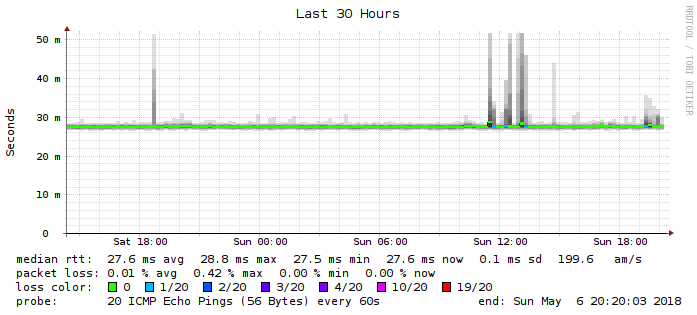 Last 30 Hours
RRDTOOL / TOBI OETIKER
Seconds
50 m
40 m
30 m
20 m
10 m
0
Sat 18:00 Sun 00:00 Sun 06:00 Sun 12:00 Sun 18:00
median rtt: 27.6 ms avg 28.8 ms max 27.5 ms min 27.6 ms now 0.1 ms sd 199.6 am/s
packet loss: 0.01 % avg 0.42 % max 0.00 % min 0.00 % now
loss color: 0 1/20 2/20 3/20 4/20 10/20 19/20
probe: 20 ICMP Echo Pings (56 Bytes) every 60s end: Sun May 6 20:20:03 2018